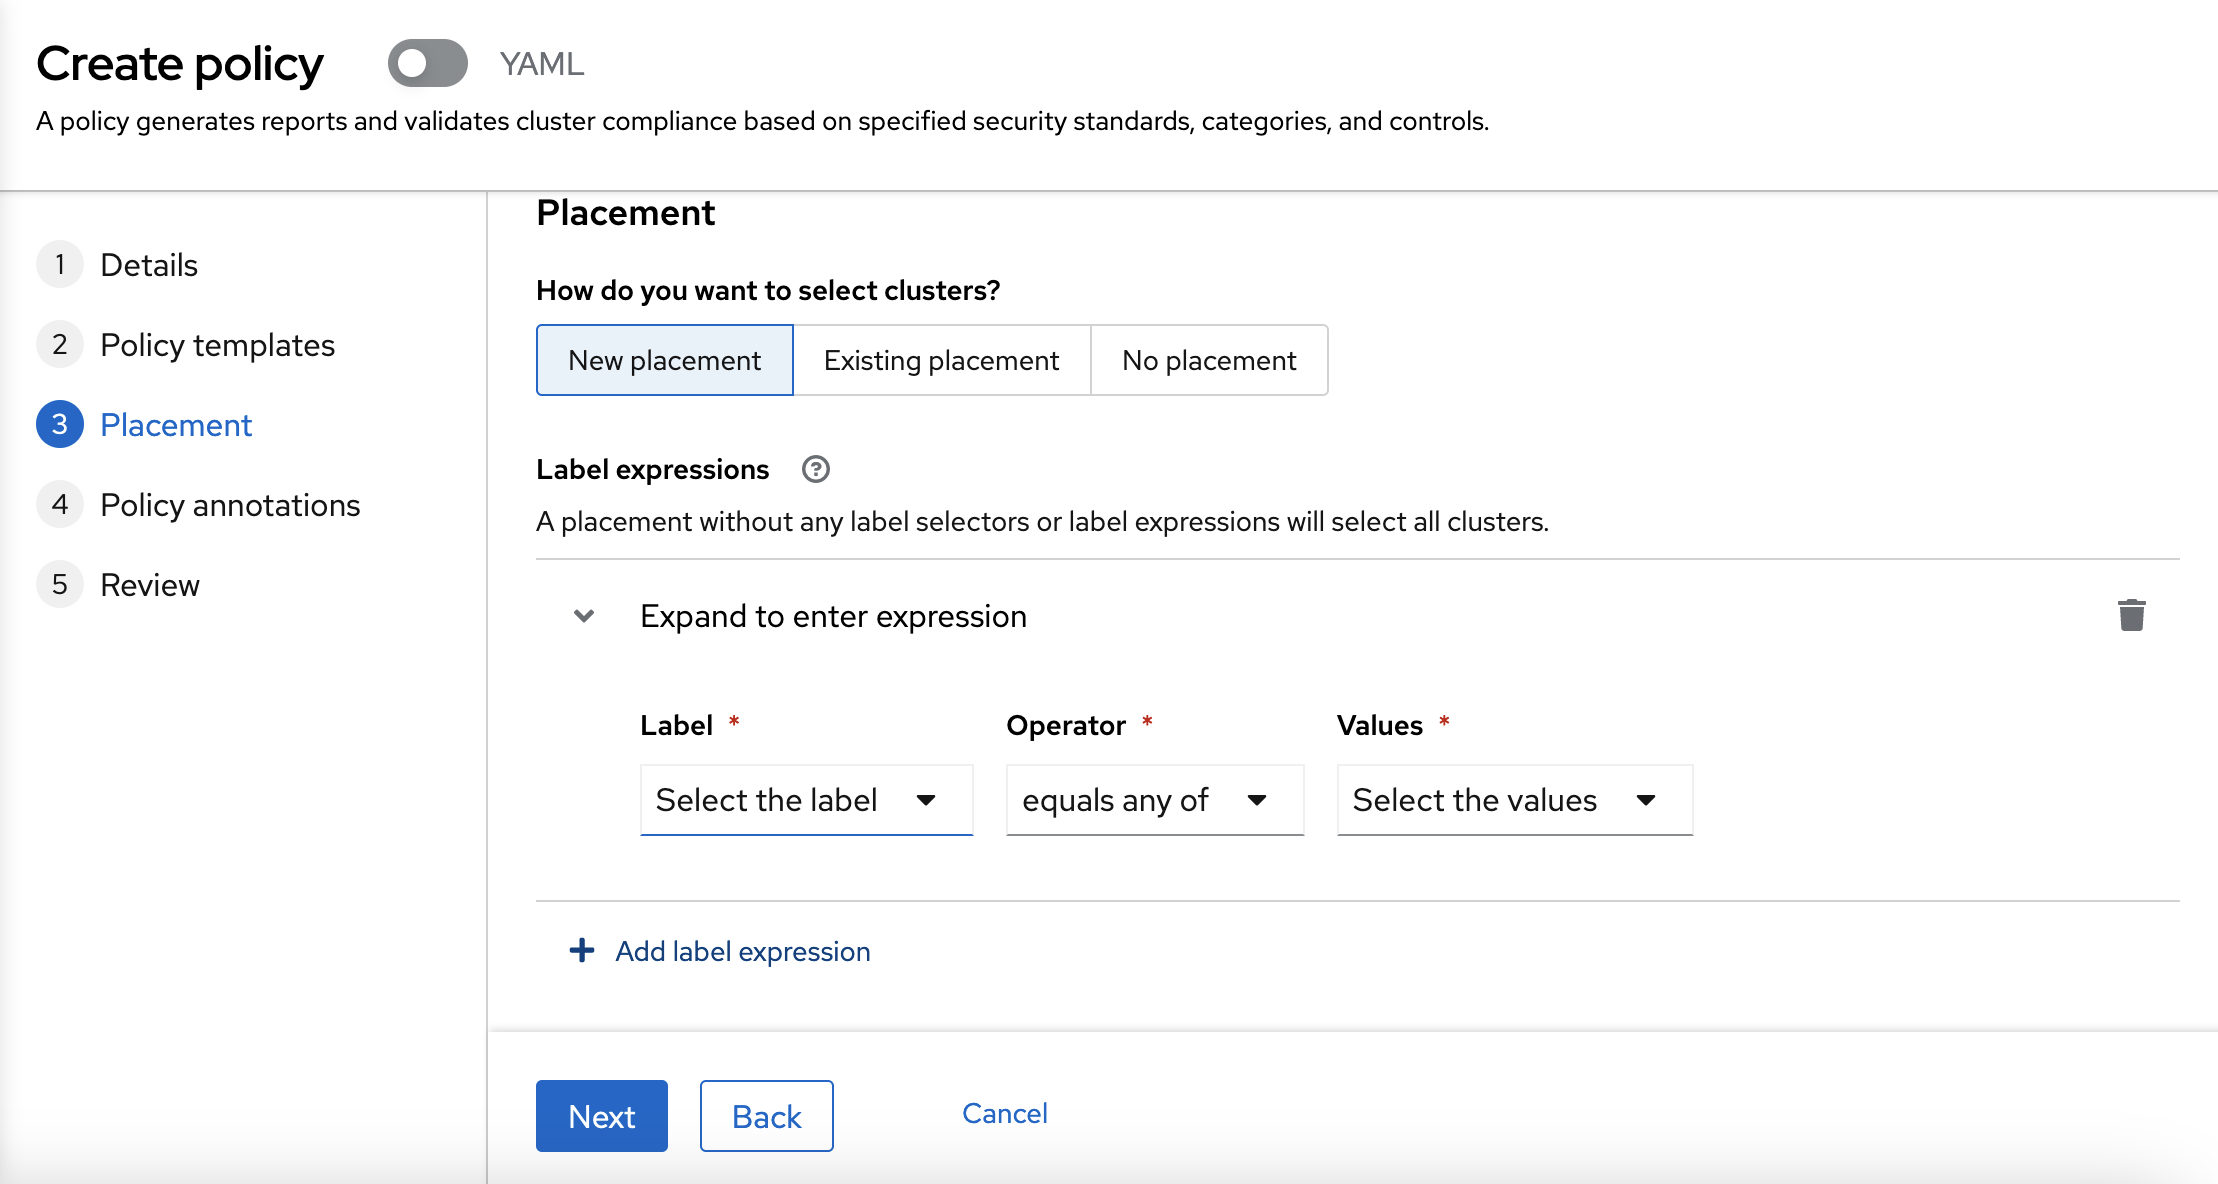 Create policy YAML
A policy generates reports and validates cluster compliance based on specified security standards, categories, and controls.
1 Details
2 Policy templates
3 Placement
4 Policy annotations
5 Review
Placement
How do you want to select clusters?
New placement Existing placement No placement
Label expressions ?
A placement without any label selectors or label expressions will select all clusters.
Expand to enter expression
Label * Operator * Values *
Select the label equals any of Select the values
+ Add label expression
Next Back Cancel